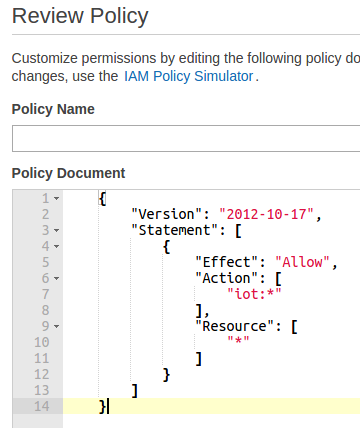 Review Policy
Customize permissions by editing the following policy do
changes, use the IAM Policy Simulator.
Policy Name
Policy Document
1 {
2 "Version": "2012-10-17",
3 "Statement": [
4 {
5 "Effect": "Allow",
6 "Action": [
7 "iot:*"
8 ],
9 "Resource": [
10 "*"
11 ]
12 }
13 ]
14 }